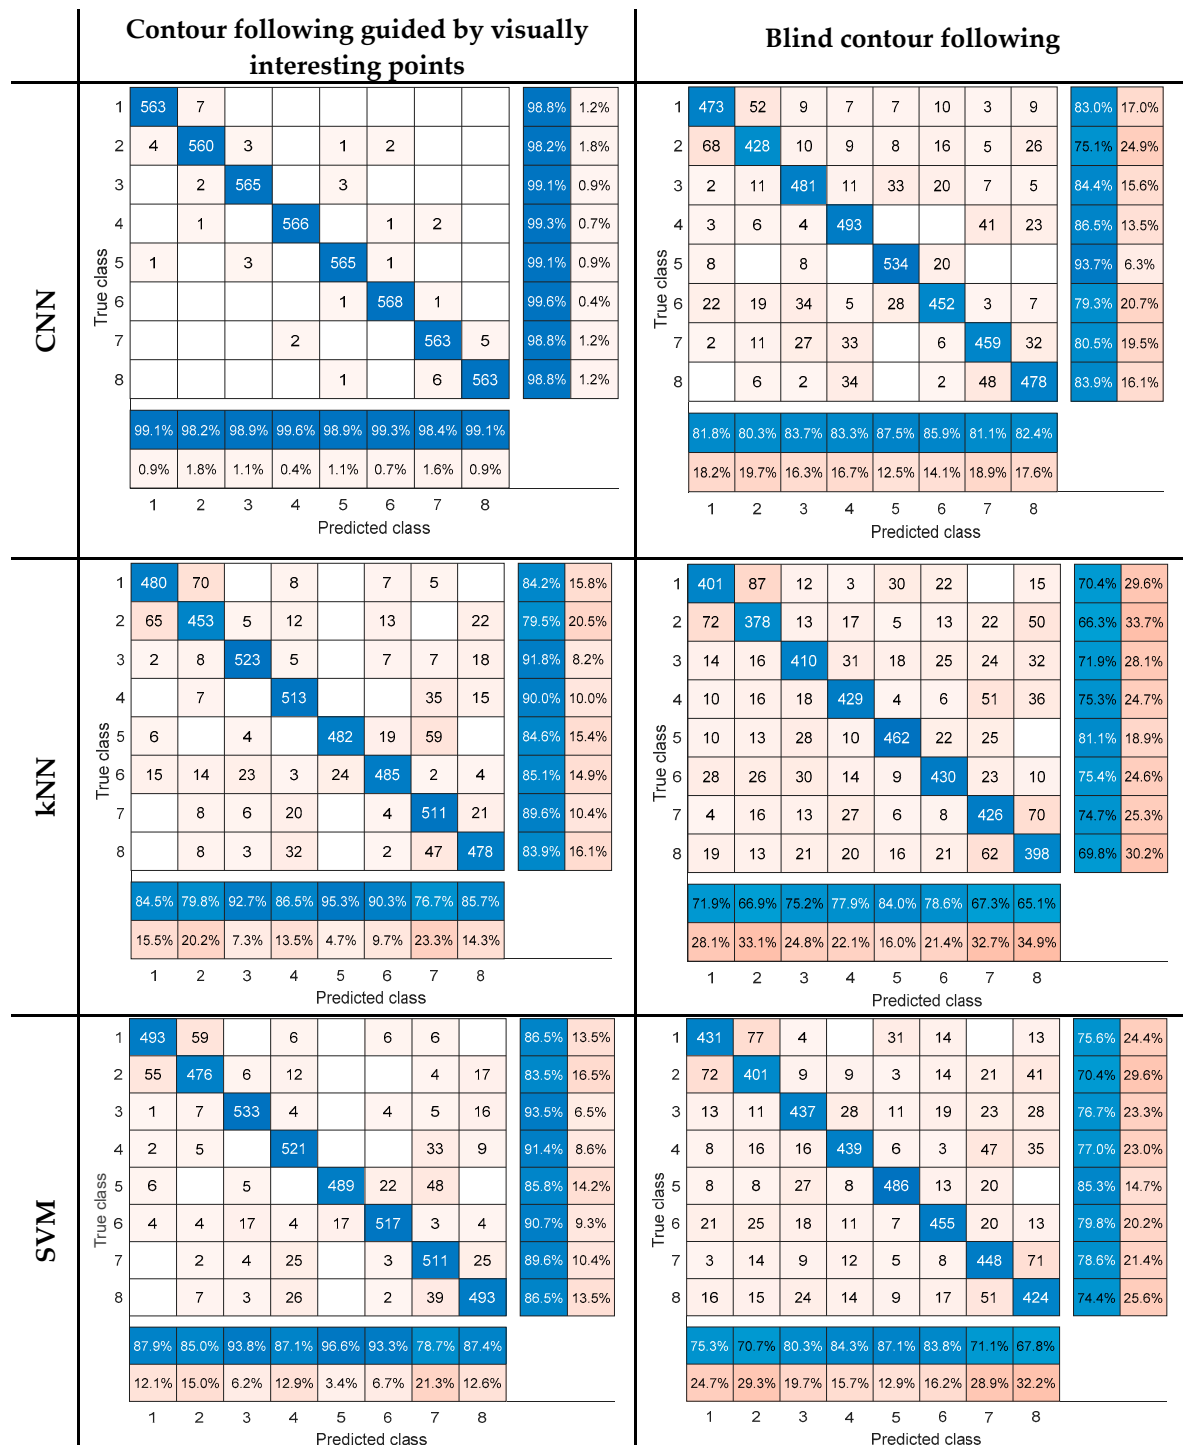 Contour following guided by visually
interesting points
Blind contour following
CNN
True class
1 563 7 98.8% 1.2%
2 4 560 3 1 2 98.2% 1.8%
3 2 565 3 99.1% 0.9%
4 1 566 1 2 99.3% 0.7%
5 1 3 565 1 99.1% 0.9%
6 1 568 1 99.6% 0.4%
7 2 563 5 98.8% 1.2%
8 1 6 563 98.8% 1.2%
99.1% 98.2% 98.9% 99.6% 98.9% 99.3% 98.4% 99.1%
0.9% 1.8% 1.1% 0.4% 1.1% 0.7% 1.6% 0.9%
1 2 3 4 5 6 7 8
Predicted class
True class
1 473 52 9 7 7 10 3 9 83.0% 17.0%
2 68 428 10 9 8 16 5 26 75.1% 24.9%
3 2 11 481 11 33 20 7 5 84.4% 15.6%
4 3 6 4 493 41 23 86.5% 13.5%
5 8 8 534 20 93.7% 6.3%
6 22 19 34 5 28 452 3 7 79.3% 20.7%
7 2 11 27 33 6 459 32 80.5% 19.5%
8 6 2 34 2 48 478 83.9% 16.1%
81.8% 80.3% 83.7% 83.3% 87.5% 85.9% 81.1% 82.4%
18.2% 19.7% 16.3% 16.7% 12.5% 14.1% 18.9% 17.6%
1 2 3 4 5 6 7 8
Predicted class
kNN
True class
1 480 70 8 7 5 84.2% 15.8%
2 65 453 5 12 13 22 79.5% 20.5%
3 2 8 523 5 7 7 18 91.8% 8.2%
4 7 513 35 15 90.0% 10.0%
5 6 4 482 19 59 84.6% 15.4%
6 15 14 23 3 24 485 2 4 85.1% 14.9%
7 8 6 20 4 511 21 89.6% 10.4%
8 8 3 32 2 47 478 83.9% 16.1%
84.5% 79.8% 92.7% 86.5% 95.3% 90.3% 76.7% 85.7%
15.5% 20.2% 7.3% 13.5% 4.7% 9.7% 23.3% 14.3%
1 2 3 4 5 6 7 8
Predicted class
True class
1 401 87 12 3 30 22 15 70.4% 29.6%
2 72 378 13 17 5 13 22 50 66.3% 33.7%
3 14 16 410 31 18 25 24 32 71.9% 28.1%
4 10 16 18 429 4 6 51 36 75.3% 24.7%
5 10 13 28 10 462 22 25 81.1% 18.9%
6 28 26 30 14 9 430 23 10 75.4% 24.6%
7 4 16 13 27 6 8 426 70 74.7% 25.3%
8 19 13 21 20 16 21 62 398 69.8% 30.2%
71.9% 66.9% 75.2% 77.9% 84.0% 78.6% 67.3% 65.1%
28.1% 33.1% 24.8% 22.1% 16.0% 21.4% 32.7% 34.9%
1 2 3 4 5 6 7 8
Predicted class
SVM
True class
1 493 59 6 6 6 86.5% 13.5%
2 55 476 6 12 4 17 83.5% 16.5%
3 1 7 533 4 4 5 16 93.5% 6.5%
4 2 5 521 33 9 91.4% 8.6%
5 6 5 489 22 48 85.8% 14.2%
6 4 4 17 4 17 517 3 4 90.7% 9.3%
7 2 4 25 3 511 25 89.6% 10.4%
8 7 3 26 2 39 493 86.5% 13.5%
87.9% 85.0% 93.8% 87.1% 96.6% 93.3% 78.7% 87.4%
12.1% 15.0% 6.2% 12.9% 3.4% 6.7% 21.3% 12.6%
1 2 3 4 5 6 7 8
Predicted class
True class
1 431 77 4 31 14 13 75.6% 24.4%
2 72 401 9 9 3 14 21 41 70.4% 29.6%
3 13 11 437 28 11 19 23 28 76.7% 23.3%
4 8 16 16 439 6 3 47 35 77.0% 23.0%
5 8 8 27 8 486 13 20 85.3% 14.7%
6 21 25 18 11 7 455 20 13 79.8% 20.2%
7 3 14 9 12 5 8 448 71 78.6% 21.4%
8 16 15 24 14 9 17 51 424 74.4% 25.6%
75.3% 70.7% 80.3% 84.3% 87.1% 83.8% 71.1% 67.8%
24.7% 29.3% 19.7% 15.7% 12.9% 16.2% 28.9% 32.2%
1 2 3 4 5 6 7 8
Predicted class